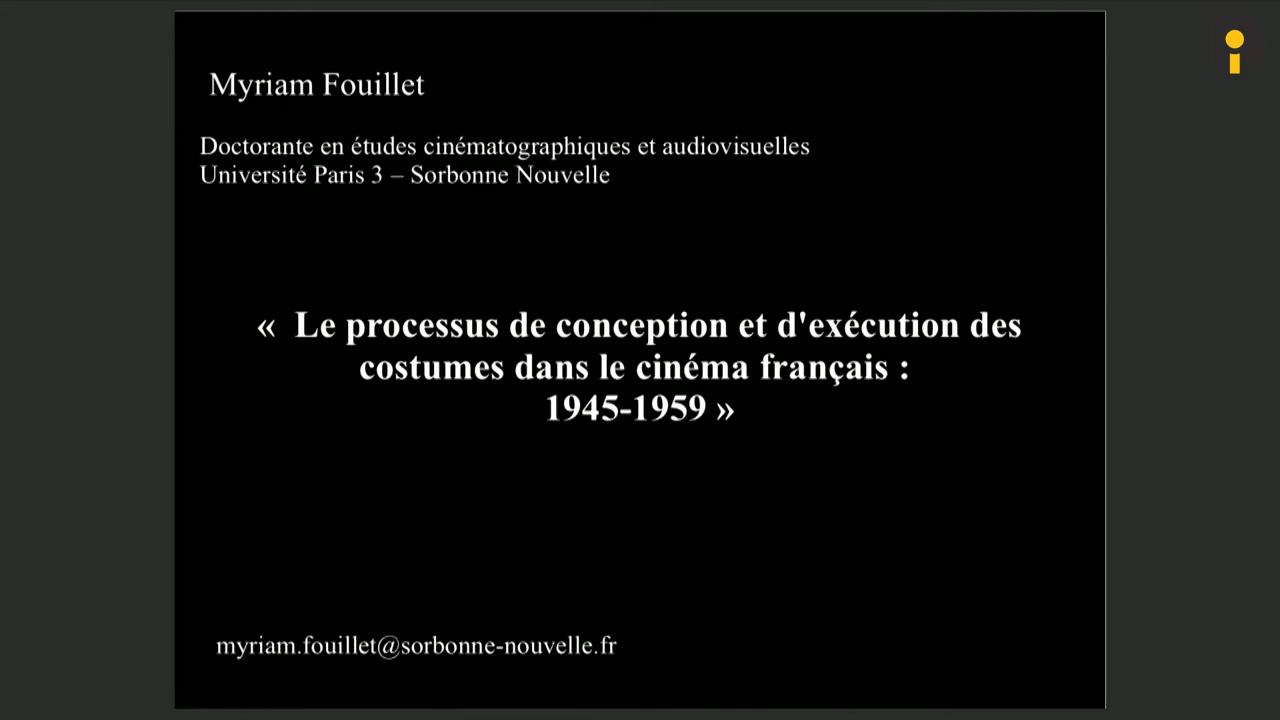 Myriam Fouillet
Doctorante en études cinématographiques et audiovisuelles
Université Paris 3 – Sorbonne Nouvelle
«  Le processus de conception et d'exécution des
costumes dans le cinéma français :
1945-1959 »
myriam.fouillet@sorbonne-nouvelle.fr